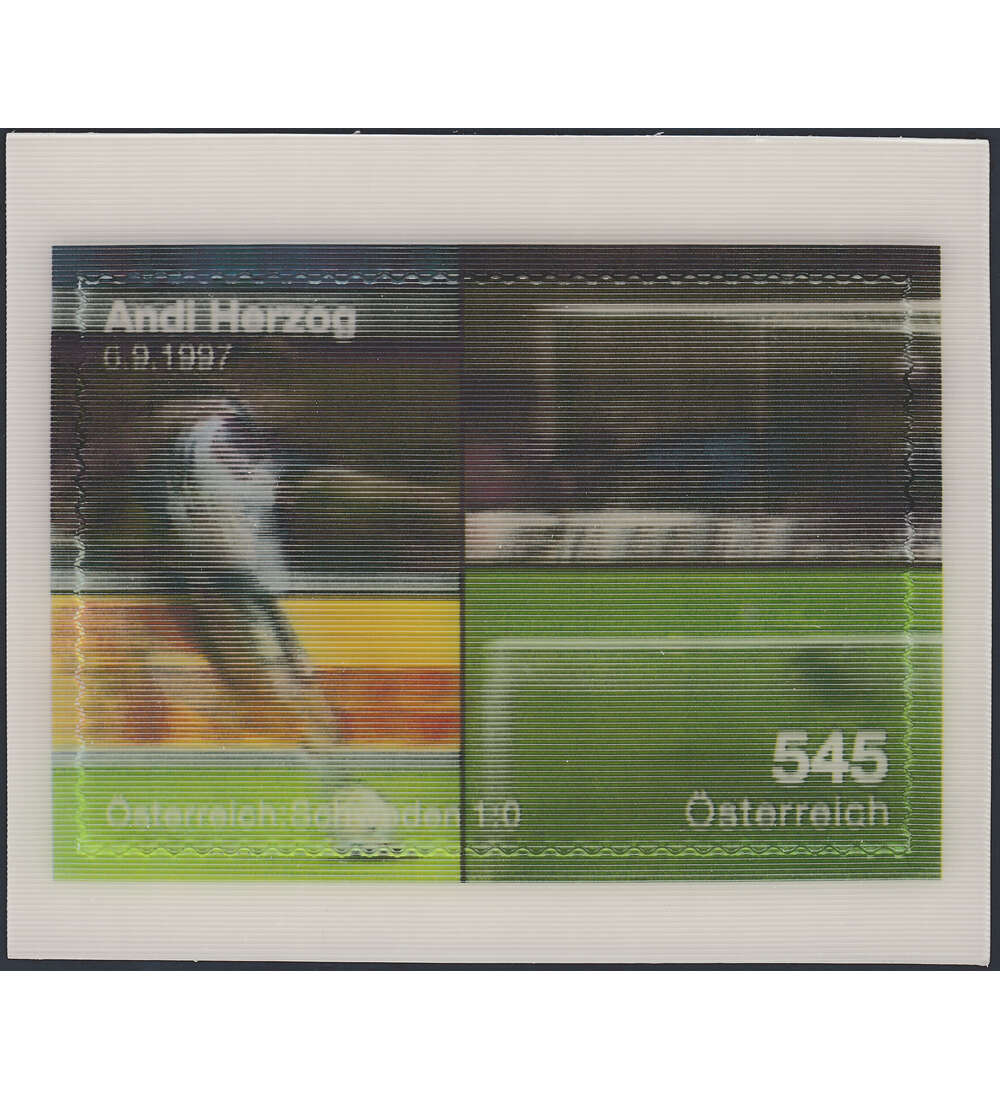 Andi Herzog
6.9.1997
545
Österreich:Schweden 1:0
Österreich